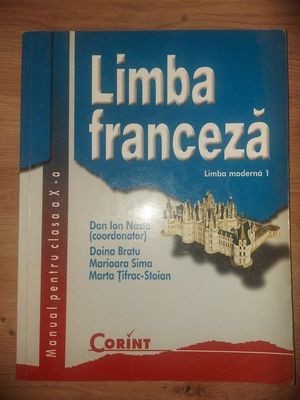 Limba
franceză
Limba modernă 1
Dan Ion Nasta
(coordonator)
Doina Bratu
Marioara Sima
Marta Ţifrac-Stoian
Manual pentru clasa a X-a
CORINT